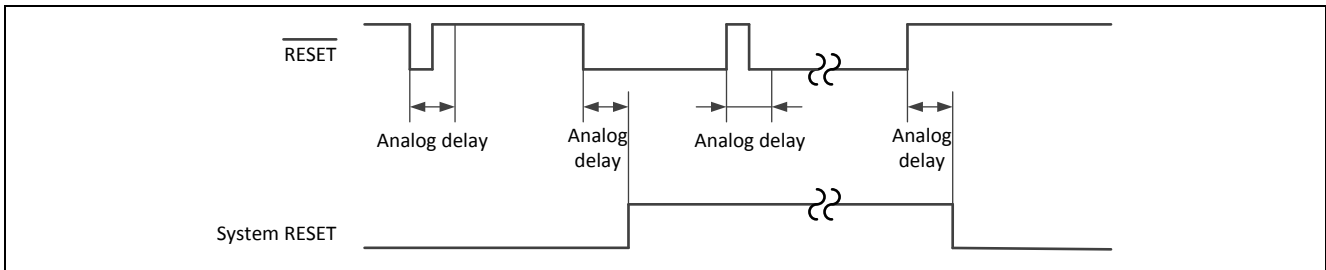 RESET
Analog delay
Analog
delay
Analog delay
Analog
delay
System RESET